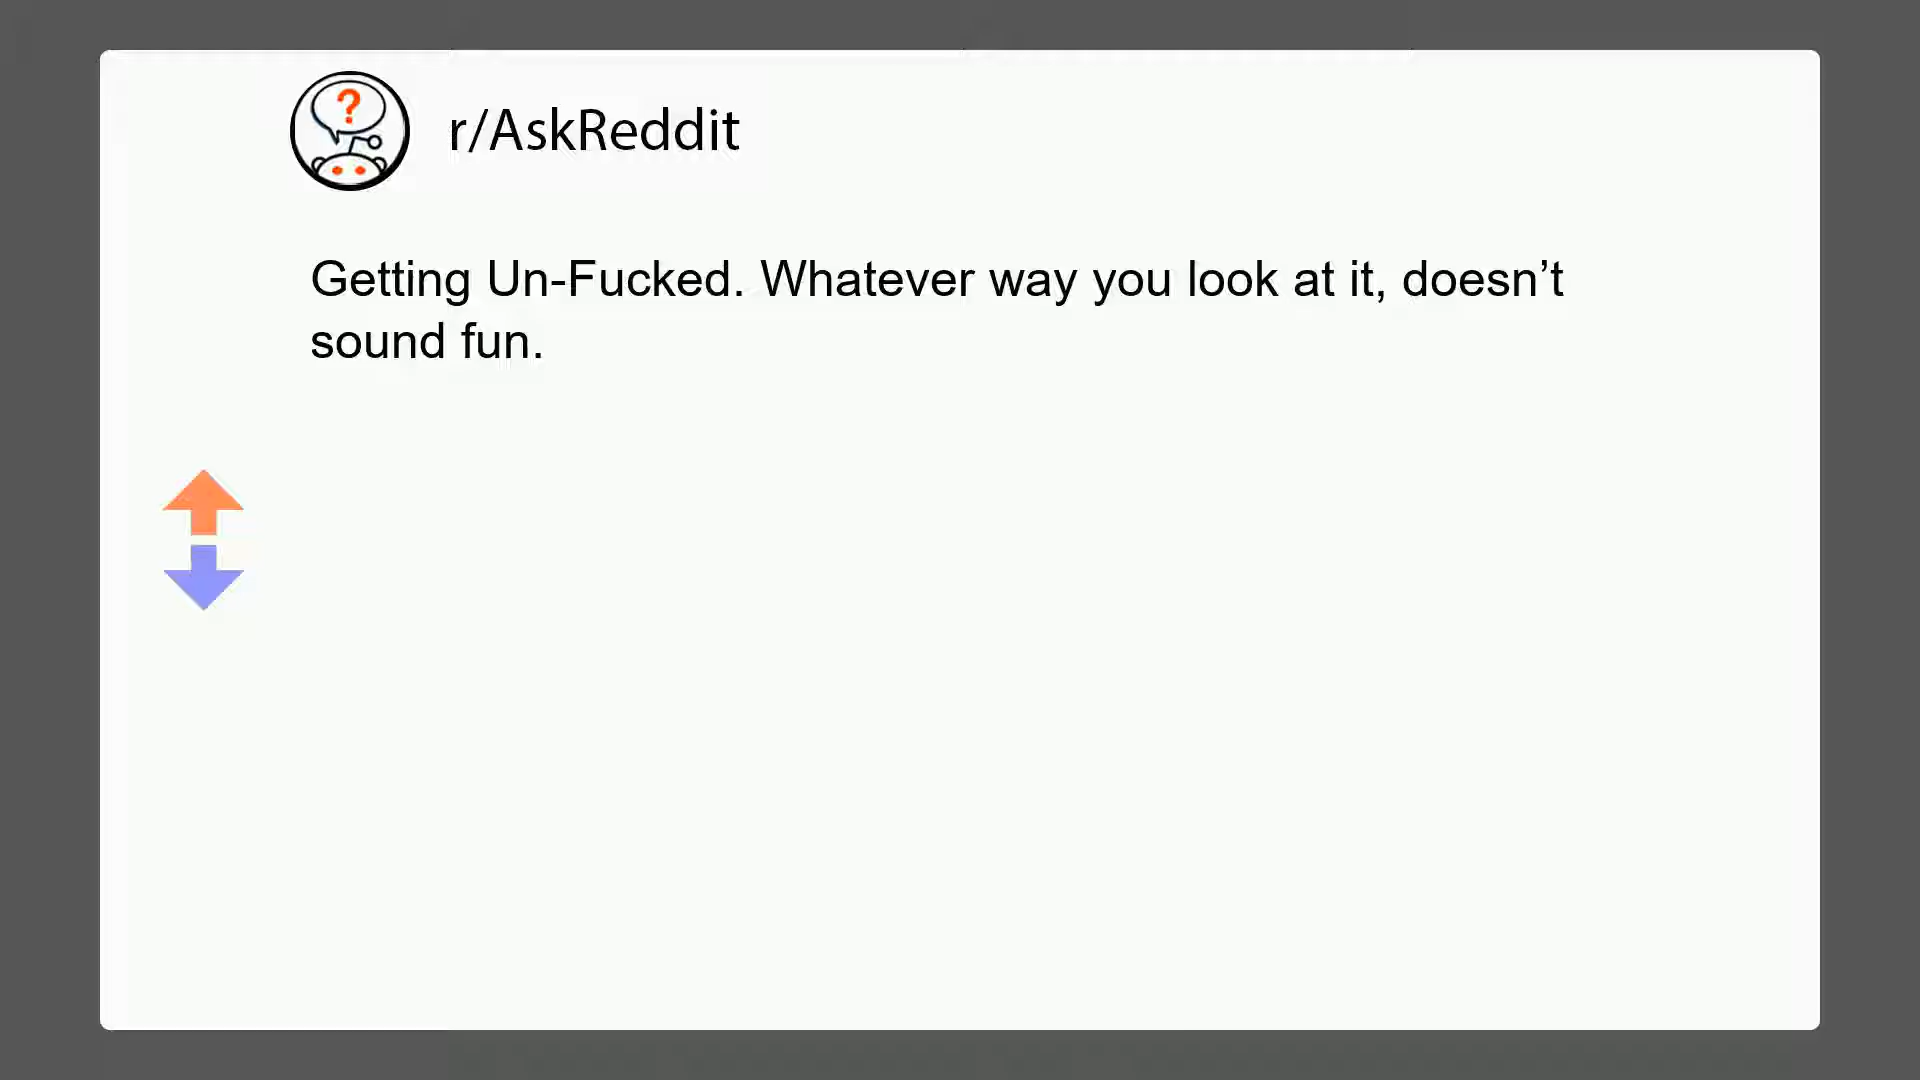 r/AskReddit
Getting Un-Fucked. Whatever way you look at it, doesn’t
sound fun.